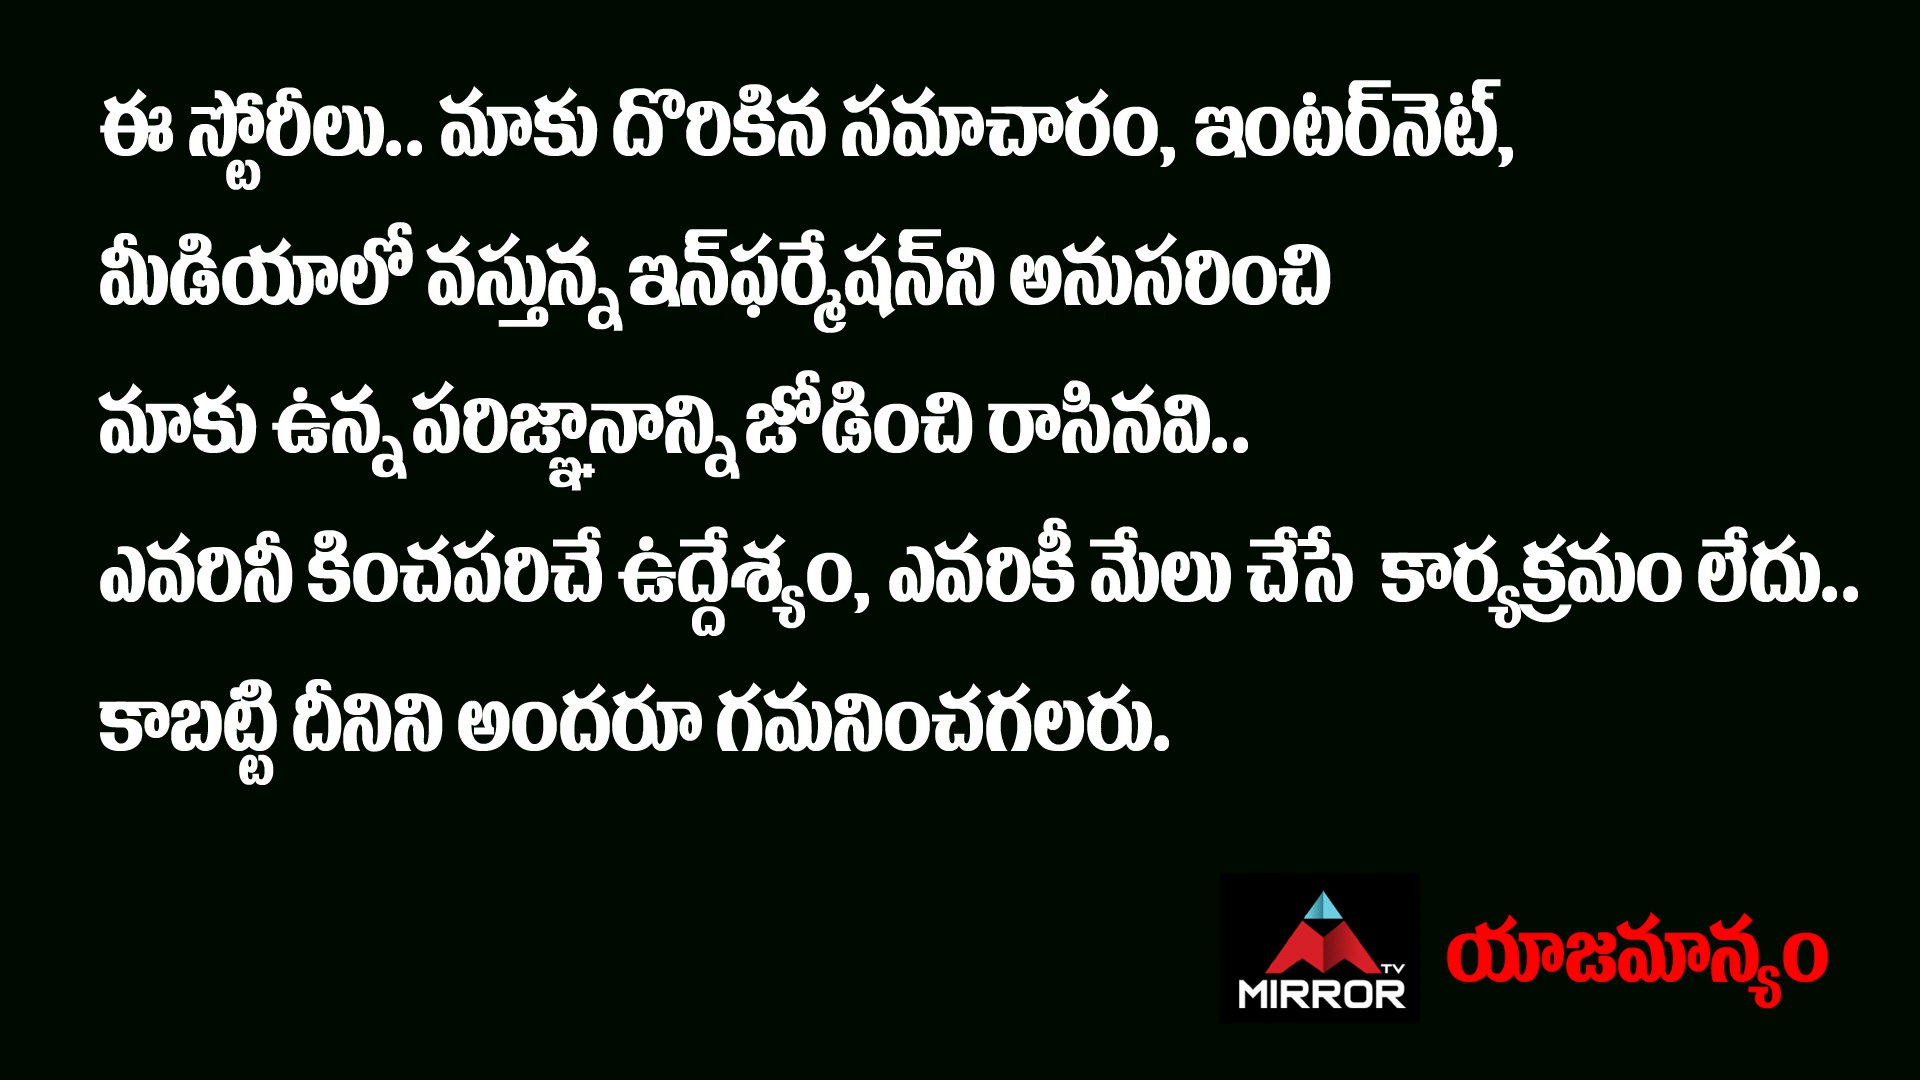 ఈ స్టోరీలు.. మాకు దొరికిన సమాచారం, ఇంటర్‌నెట్,
మీడియాలో వస్తున్న ఇన్‌ఫర్మేషన్‌ని అనుసరించి
మాకు ఉన్న పరిజ్ఞానాన్ని జోడించి రాసినవి..
ఎవరినీ కించపరిచే ఉద్దేశ్యం, ఎవరికీ మేలు చేసే కార్యక్రమం లేదు..
కాబట్టి దీనిని అందరూ గమనించగలరు.
TV
MIRROR
యాజమాన్యం